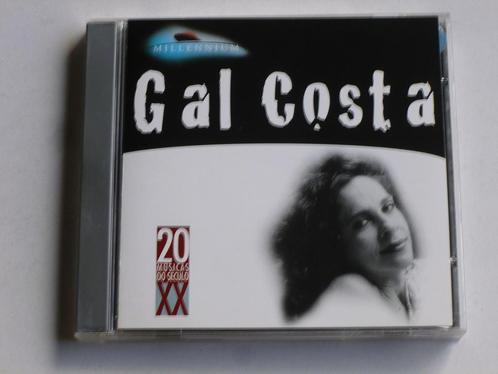 MILLENNIUM
Gal Costa
20
MÚSICAS
DO SÉCULO
XX